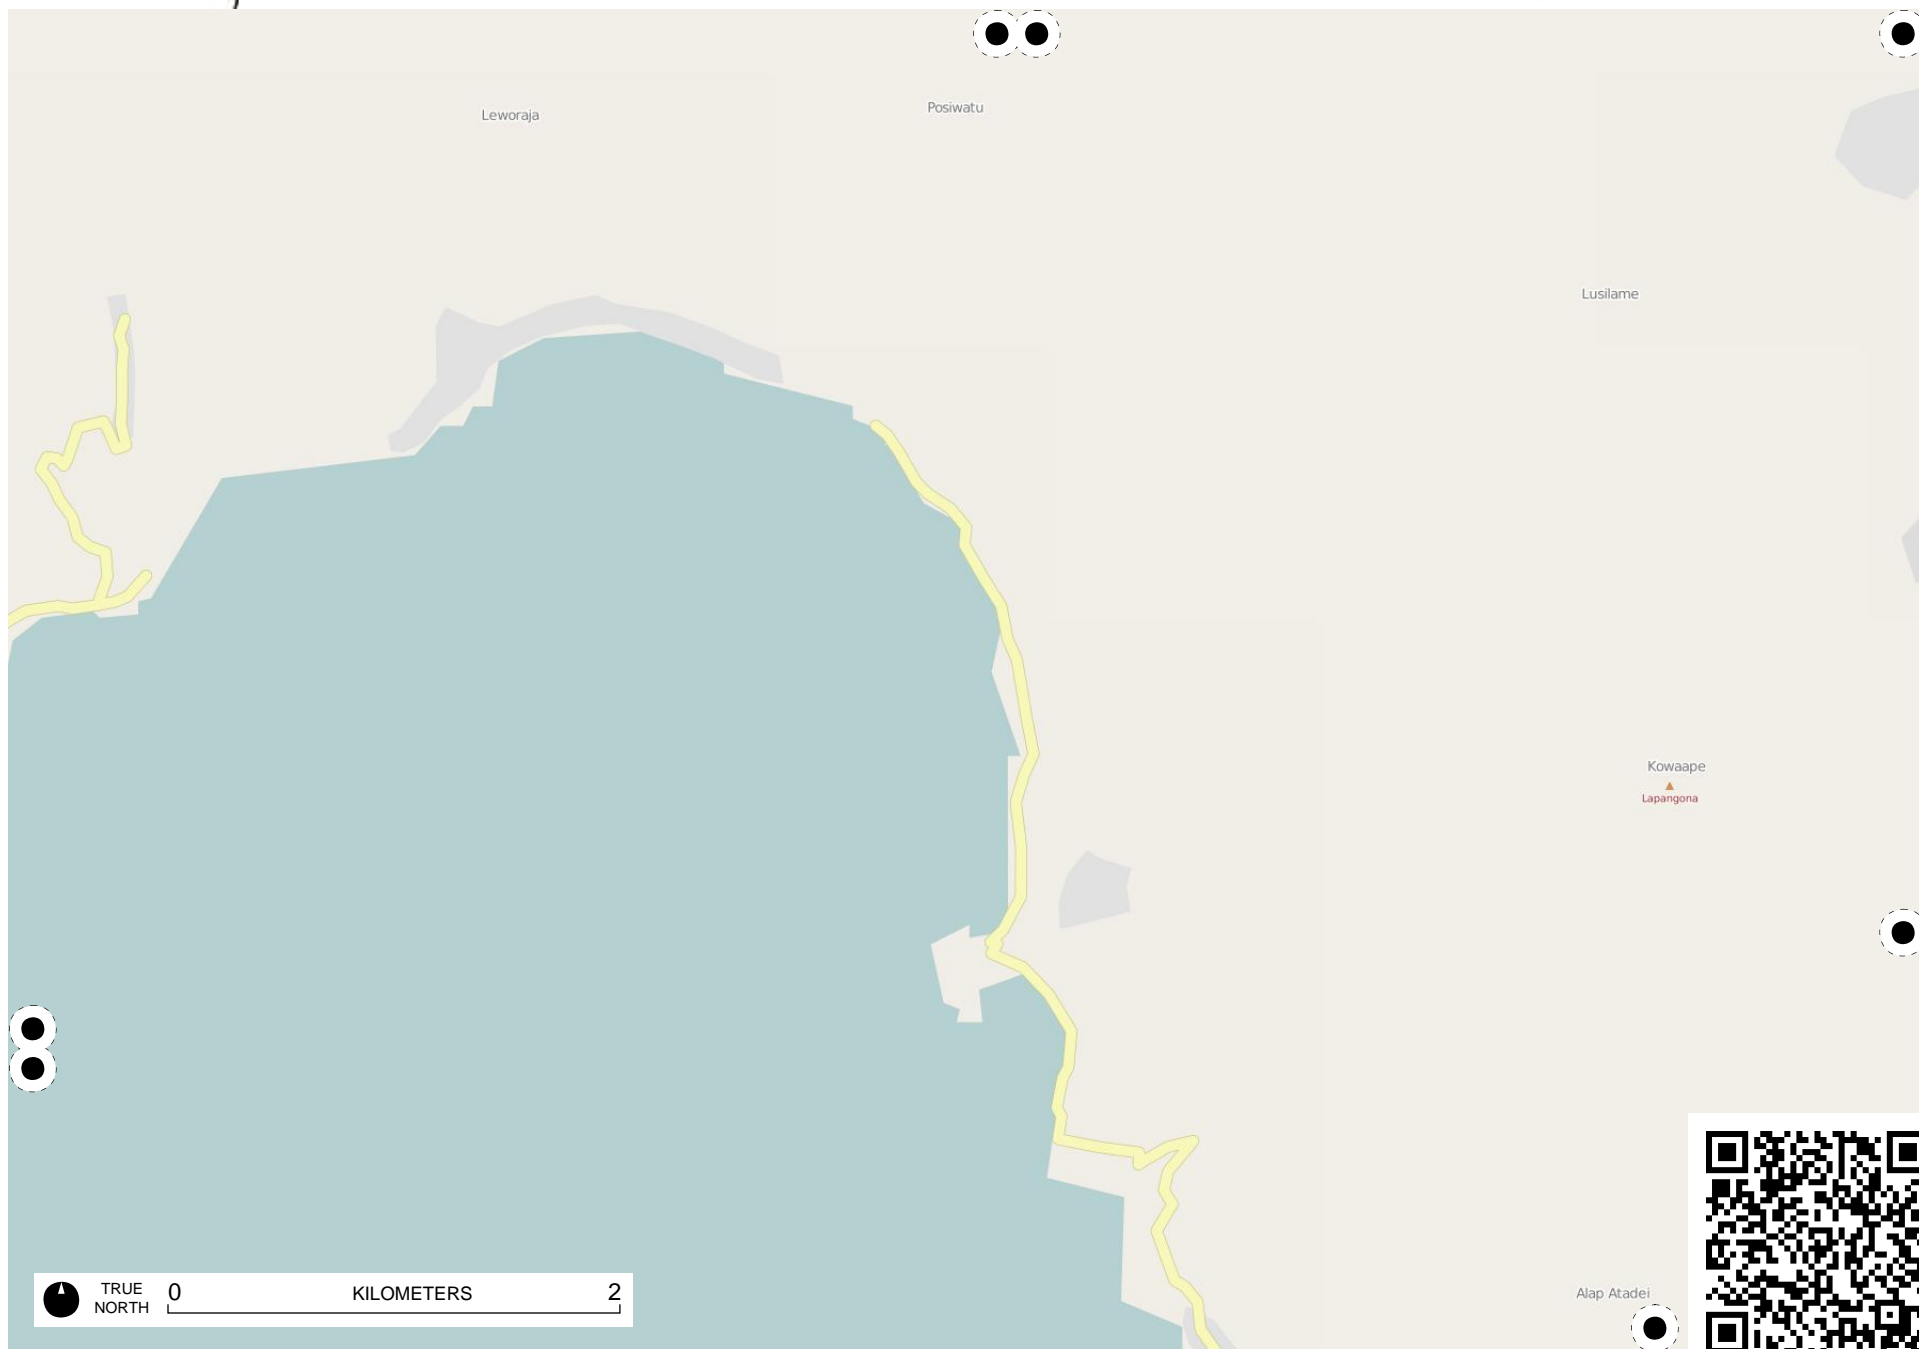 Leworaja
Posiwatu
Lusilame
Kowaape
Lapangona
Alap Atadei
TRUE
NORTH
0 KILOMETERS 2